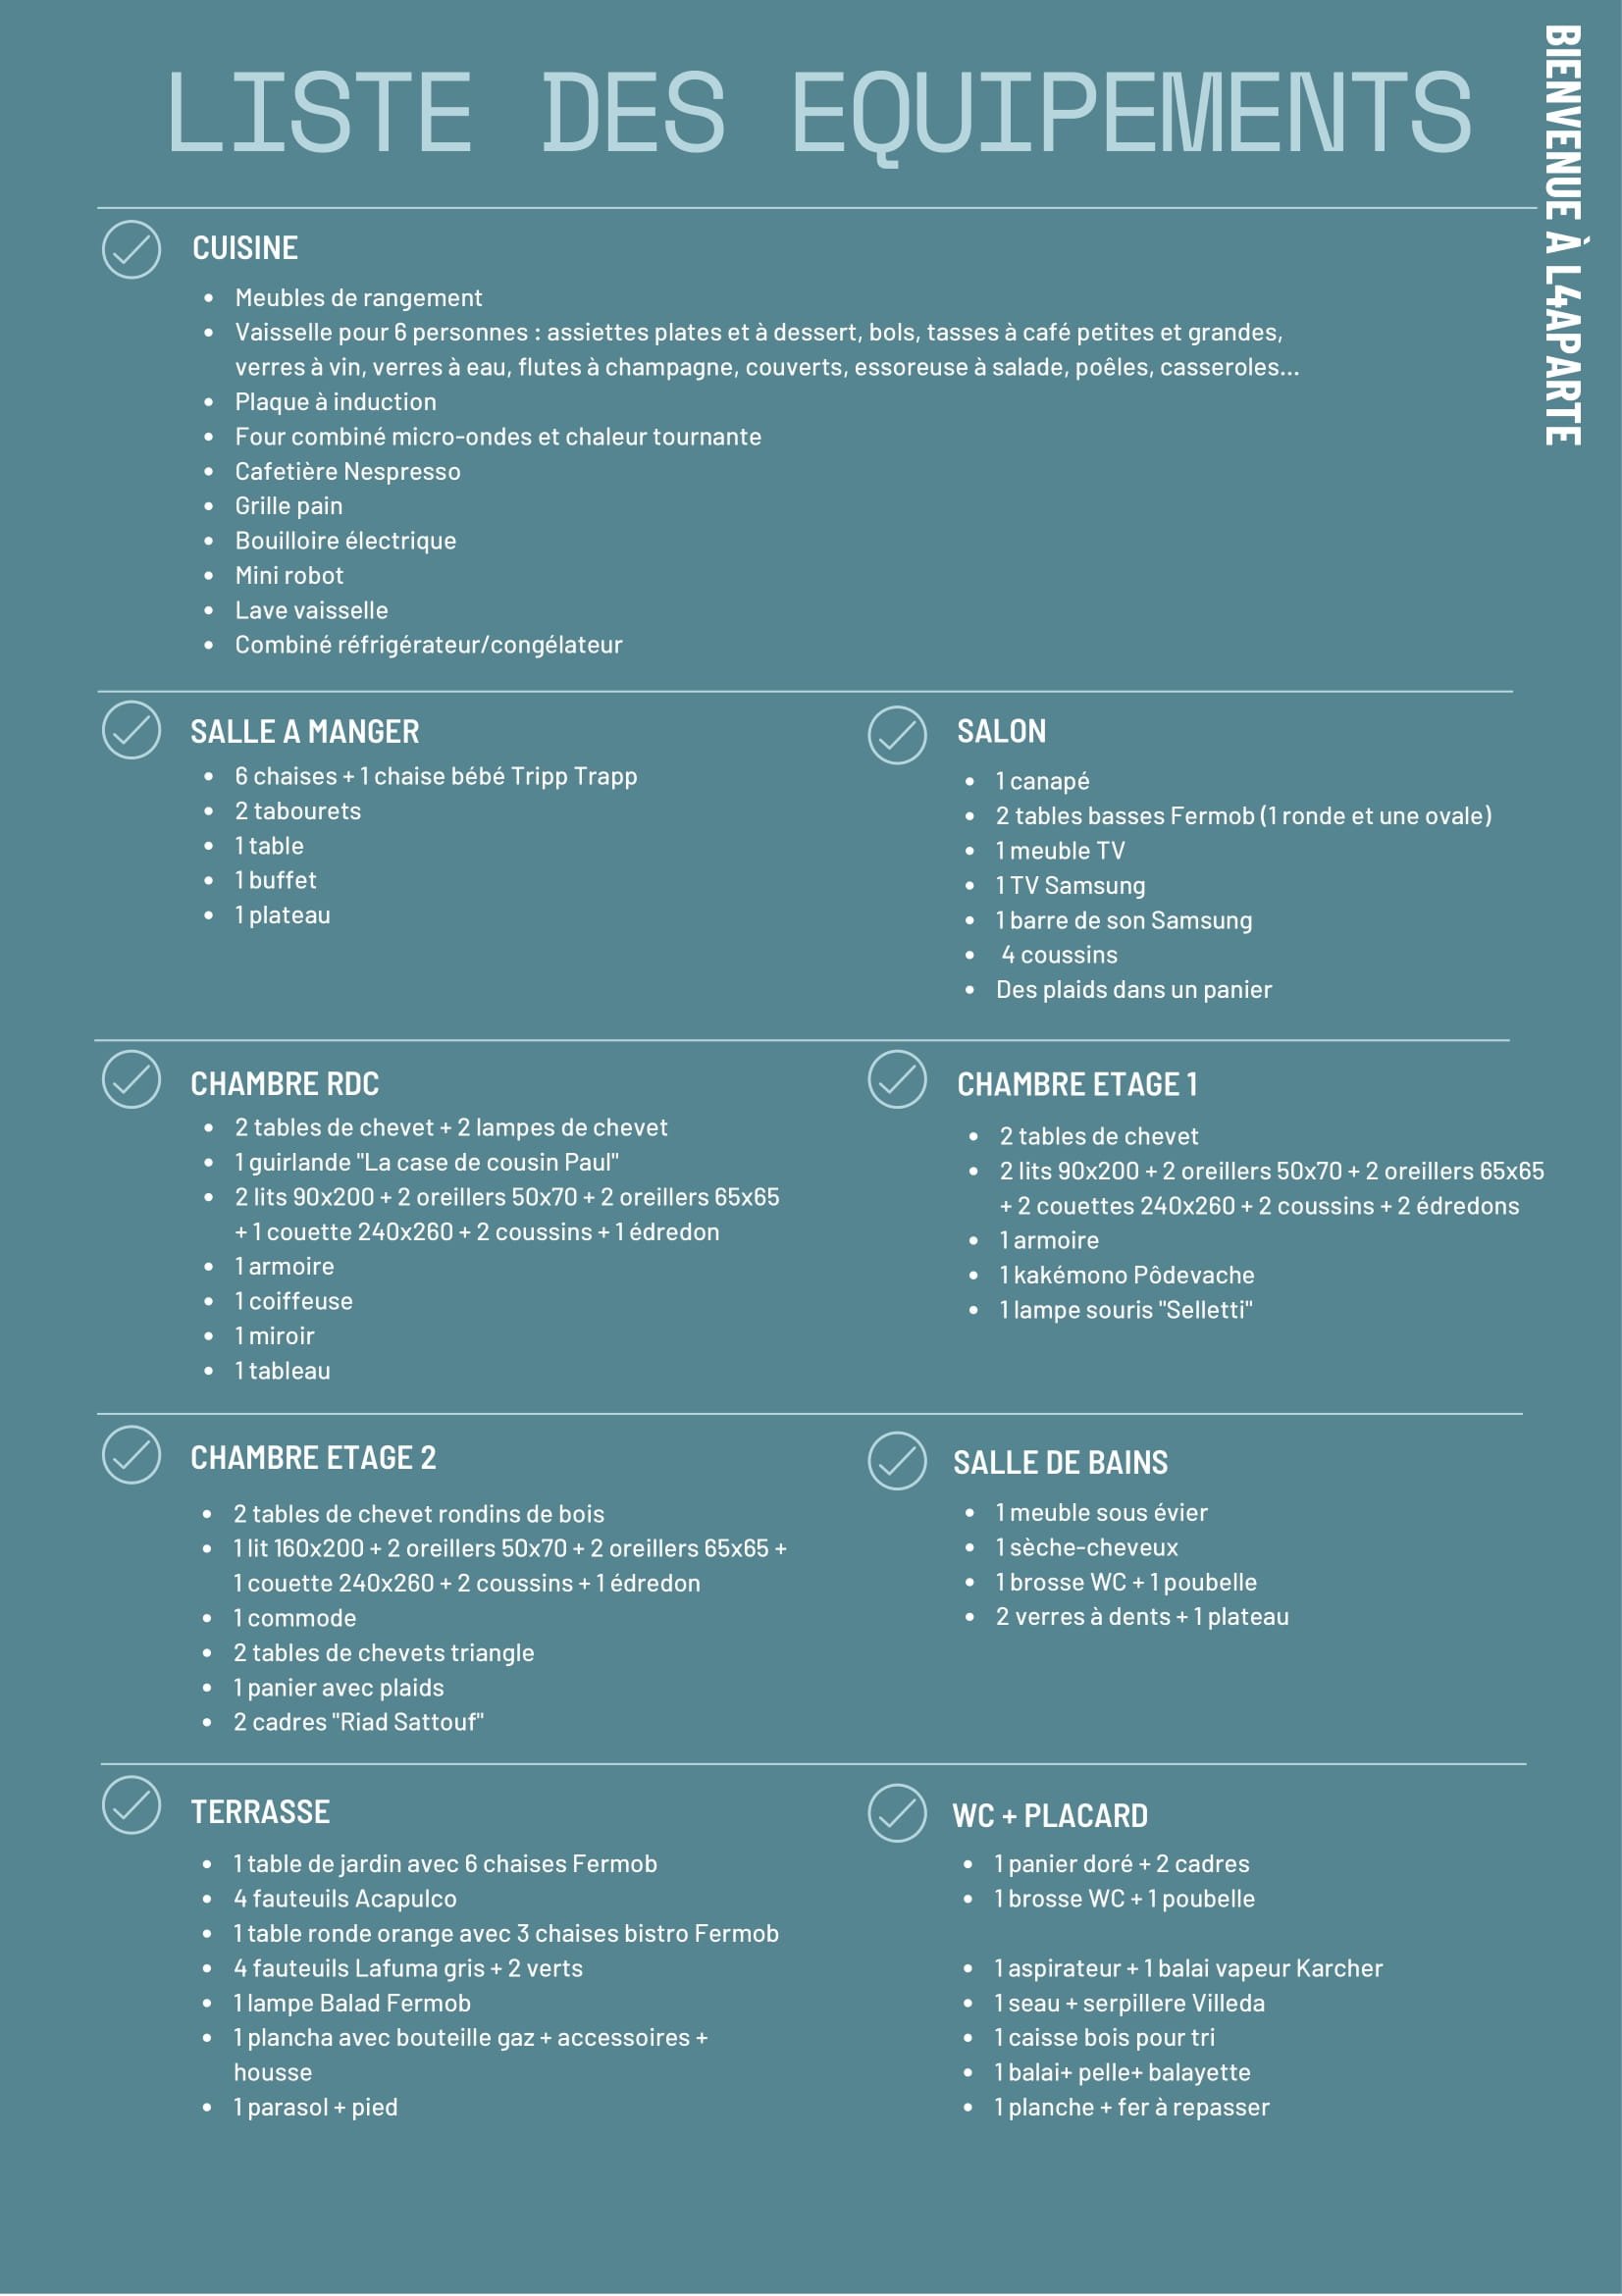 LISTE DES EQUIPEMENTS
BIENVENUE À L4APARTE
CUISINE
• Meubles de rangement
• Vaisselle pour 6 personnes : assiettes plates et à dessert, bols, tasses à café petites et grandes,
verres à vin, verres à eau, flutes à champagne, couverts, essoreuse à salade, poêles, casseroles...
• Plaque à induction
• Four combiné micro-ondes et chaleur tournante
• Cafetière Nespresso
• Grille pain
• Bouilloire électrique
• Mini robot
• Lave vaisselle
• Combiné réfrigérateur/congélateur
SALLE A MANGER
• 6 chaises + 1 chaise bébé Tripp Trapp
• 2 tabourets
• 1 table
• 1 buffet
• 1 plateau
SALON
• 1 canapé
• 2 tables basses Fermob (1 ronde et une ovale)
• 1 meuble TV
• 1 TV Samsung
• 1 barre de son Samsung
• 4 coussins
• Des plaids dans un panier
CHAMBRE RDC
• 2 tables de chevet + 2 lampes de chevet
• 1 guirlande "La case de cousin Paul"
• 2 lits 90x200 + 2 oreillers 50x70 + 2 oreillers 65x65
+ 1 couette 240x260 + 2 coussins + 1 édredon
• 1 armoire
• 1 coiffeuse
• 1 miroir
• 1 tableau
CHAMBRE ETAGE 1
• 2 tables de chevet
• 2 lits 90x200 + 2 oreillers 50x70 + 2 oreillers 65x65
+ 2 couettes 240x260 + 2 coussins + 2 édredons
• 1 armoire
• 1 kakémono Pôdevache
• 1 lampe souris "Selletti"
CHAMBRE ETAGE 2
• 2 tables de chevet rondins de bois
• 1 lit 160x200 + 2 oreillers 50x70 + 2 oreillers 65x65 +
1 couette 240x260 + 2 coussins + 1 édredon
• 1 commode
• 2 tables de chevets triangle
• 1 panier avec plaids
• 2 cadres "Riad Sattouf"
SALLE DE BAINS
• 1 meuble sous évier
• 1 sèche-cheveux
• 1 brosse WC + 1 poubelle
• 2 verres à dents + 1 plateau
TERRASSE
• 1 table de jardin avec 6 chaises Fermob
• 4 fauteuils Acapulco
• 1 table ronde orange avec 3 chaises bistro Fermob
• 4 fauteuils Lafuma gris + 2 verts
• 1 lampe Balad Fermob
• 1 plancha avec bouteille gaz + accessoires +
housse
• 1 parasol + pied
WC + PLACARD
• 1 panier doré + 2 cadres
• 1 brosse WC + 1 poubelle
• 1 aspirateur + 1 balai vapeur Karcher
• 1 seau + serpillere Villeda
• 1 caisse bois pour tri
• 1 balai+ pelle+ balayette
• 1 planche + fer à repasser